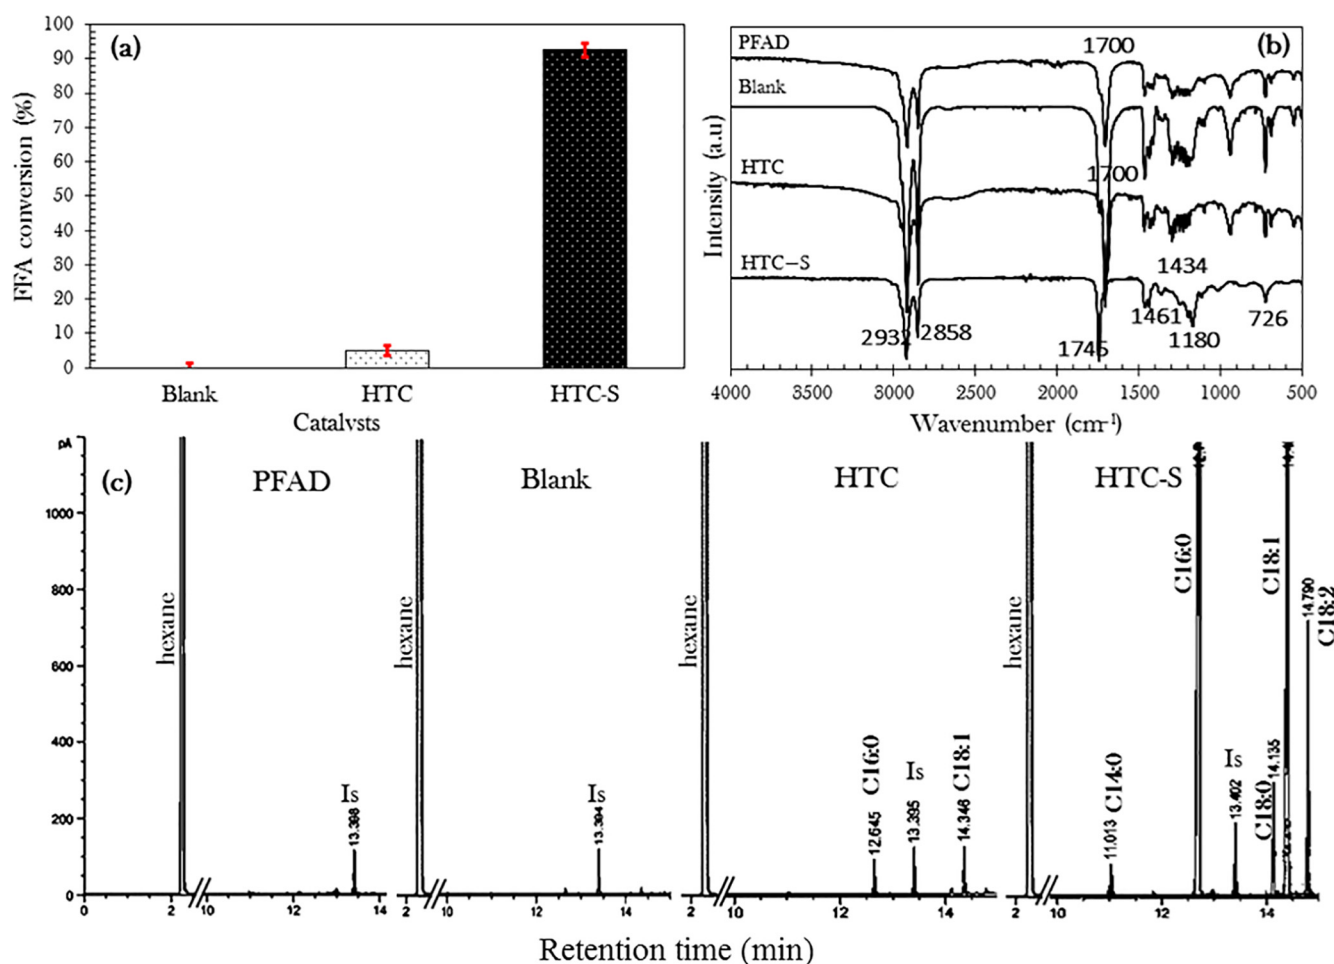 (a)
FFA conversion (%)
100
90
80
70
60
50
40
30
20
10
0
Blank
HTC
HTC-S
Catalysts
(b)
Intensity (a.u)
PFAD
1700
Blank
1700
HTC
1434
HTC–S
2932
2858
1745
1461
1180
726
4000
3500
3000
2500
2000
1500
1000
500
Wavenumber (cm-1)
(c)
pA
1000
800
600
400
200
0
PFAD
hexane
Is
13.398
0
2
10
12
14
Blank
hexane
Is
13.394
2
10
12
14
HTC
hexane
C16:0
12.645
Is
13.395
C18:1
14.346
2
10
12
14
HTC-S
hexane
C14:0
11.013
C16:0
Is
13.402
C18:0
14.135
C18:1
14.790
C18:2
2
10
12
14
Retention time (min)